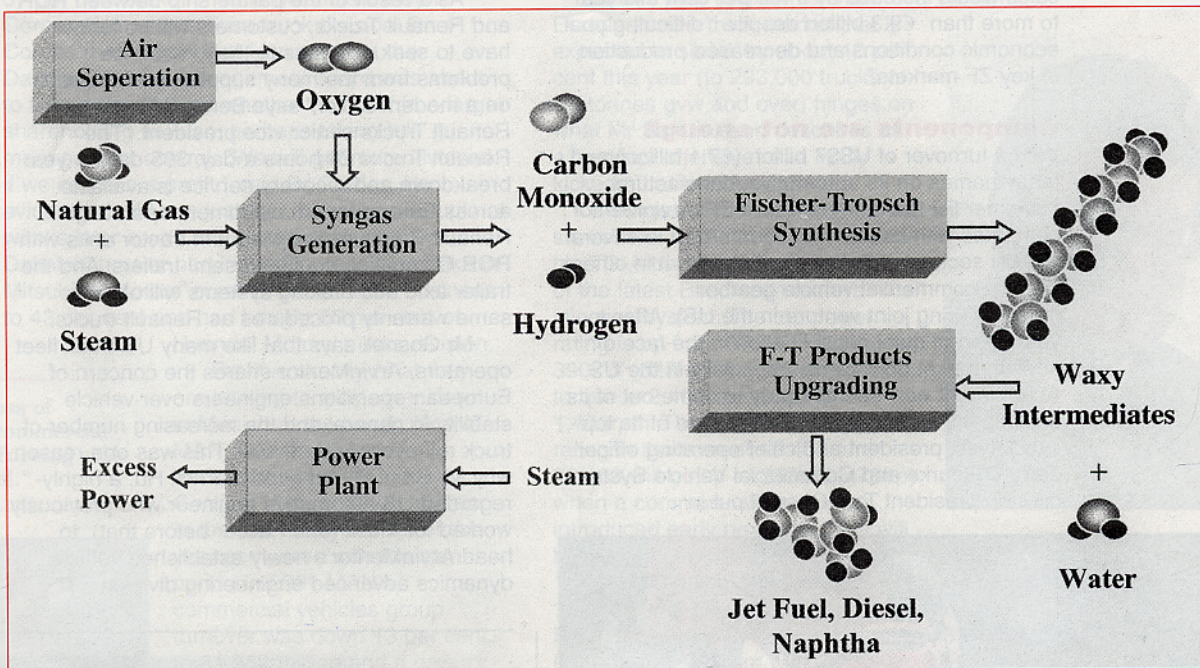 Air
Seperation
Oxygen
Natural Gas
+
Steam
Syngas
Generation
Carbon
Monoxide
+
Hydrogen
Fischer-Tropsch
Synthesis
Waxy
Intermediates
+
Water
F-T Products
Upgrading
Jet Fuel, Diesel,
Naphtha
Steam
Power
Plant
Excess
Power